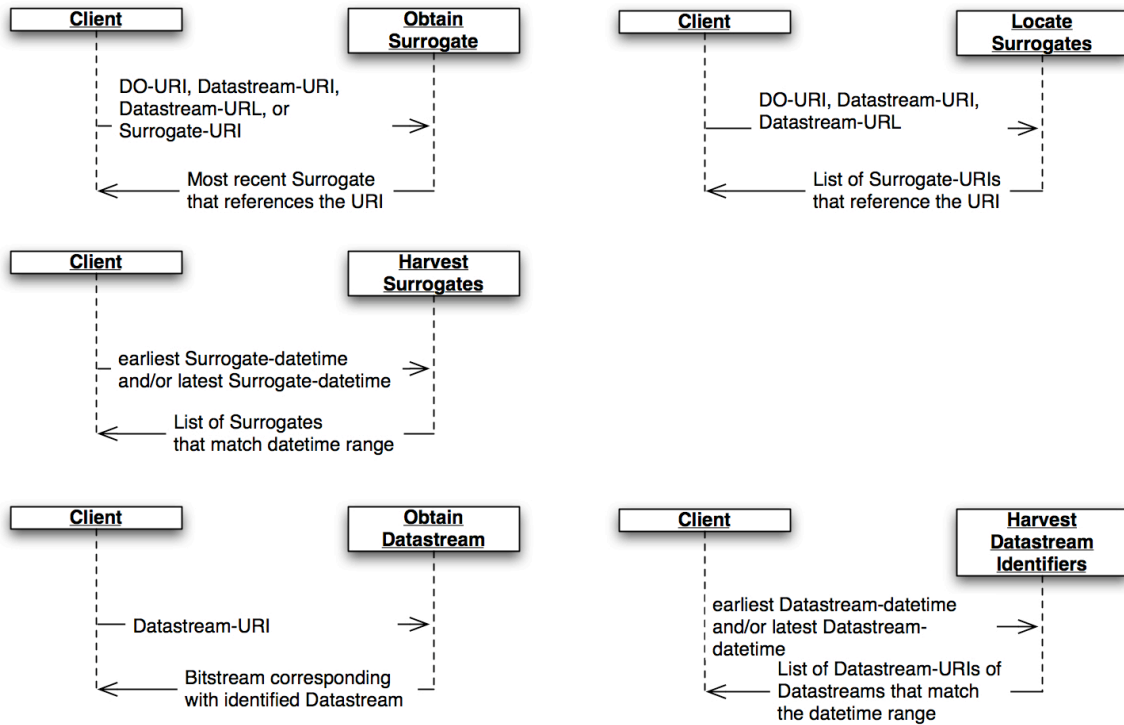 Client
Obtain
Surrogate
DO-URI, Datastream-URI,
Datastream-URL, or
Surrogate-URI
Most recent Surrogate
that references the URI
Client
Locate
Surrogates
DO-URI, Datastream-URI,
Datastream-URL
List of Surrogate-URIs
that reference the URI
Client
Harvest
Surrogates
earliest Surrogate-datetime
and/or latest Surrogate-datetime
List of Surrogates
that match datetime range
Client
Obtain
Datastream
Datastream-URI
Bitstream corresponding
with identified Datastream
Client
Harvest
Datastream
Identifiers
earliest Datastream-datetime
and/or latest Datastream-
datetime
List of Datastream-URIs of
Datastreams that match
the datetime range